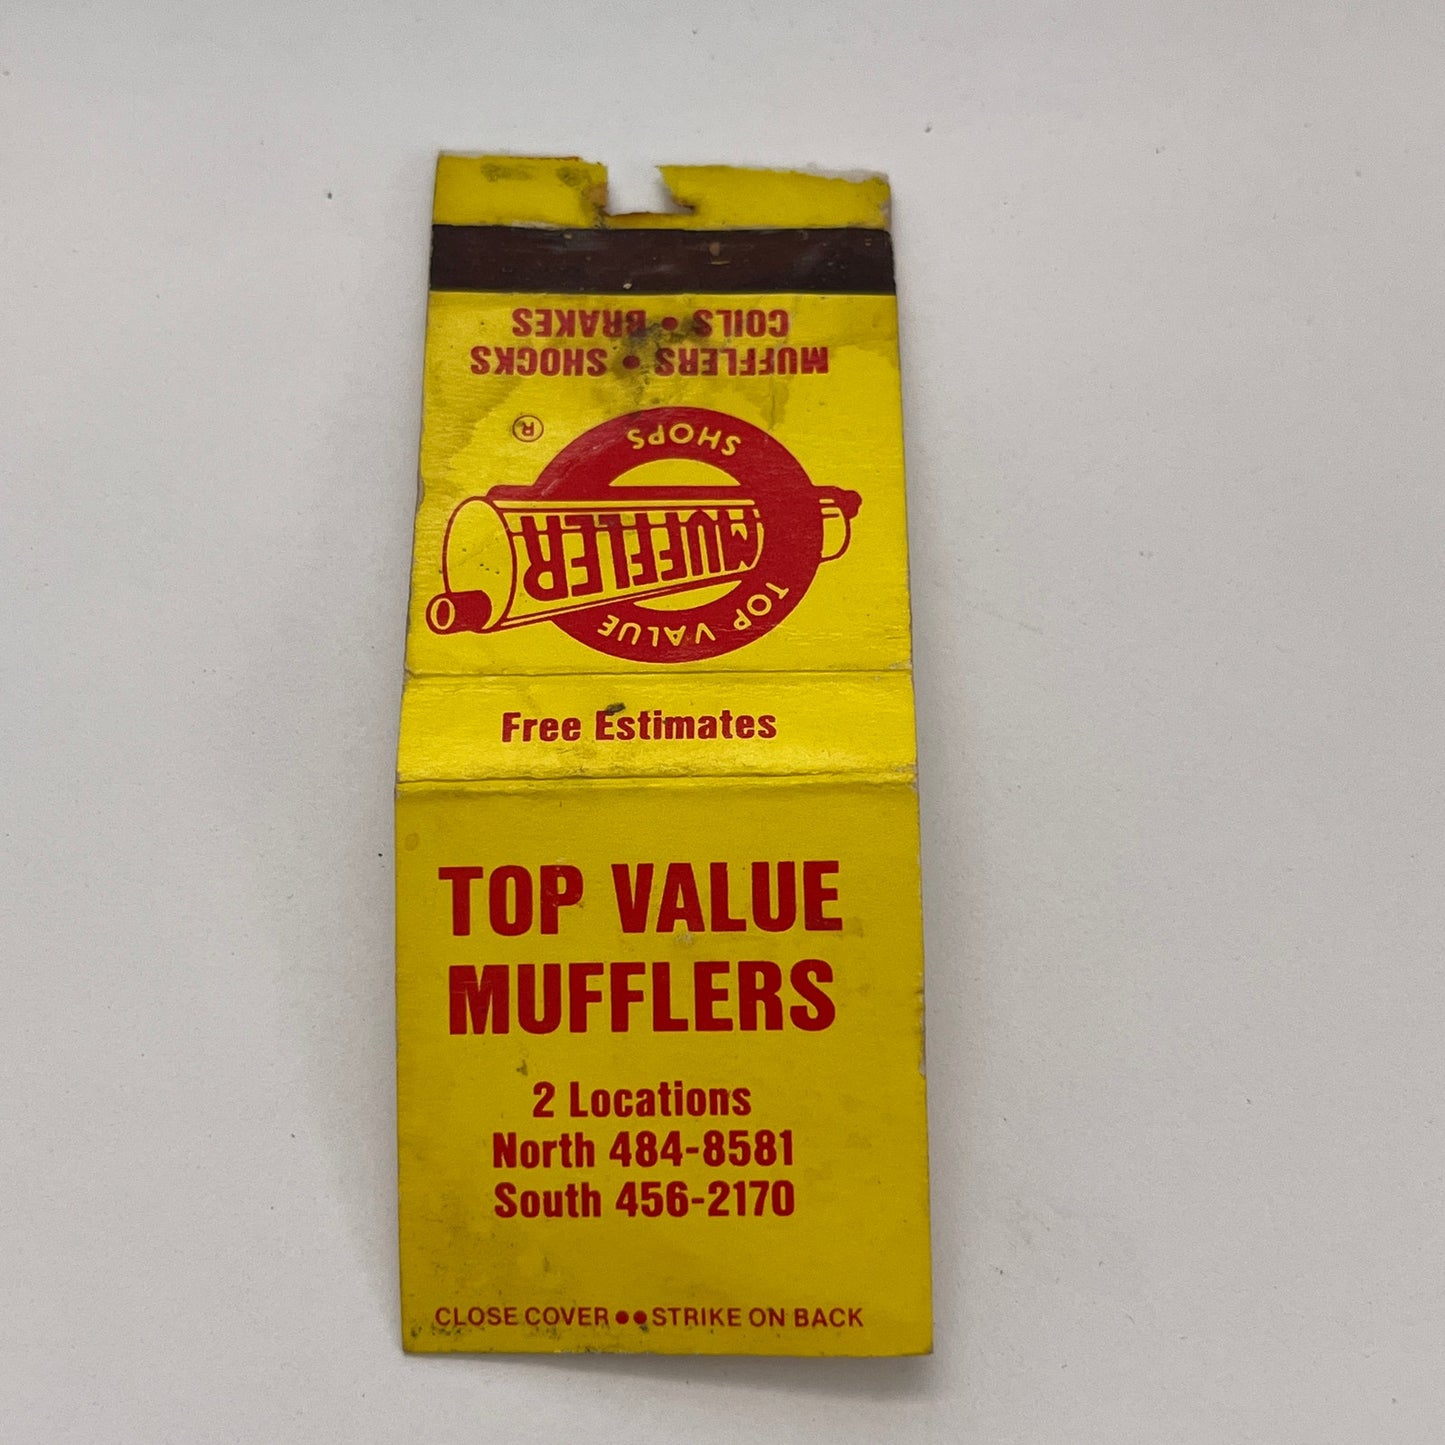 COILS • BRAKES
MUFFLERS • SHOCKS
®
SHOPS
MUFFLER
TOP VALUE
Free Estimates
TOP VALUE
MUFFLERS
2 Locations
North 484-8581
South 456-2170
CLOSE COVER ●● STRIKE ON BACK